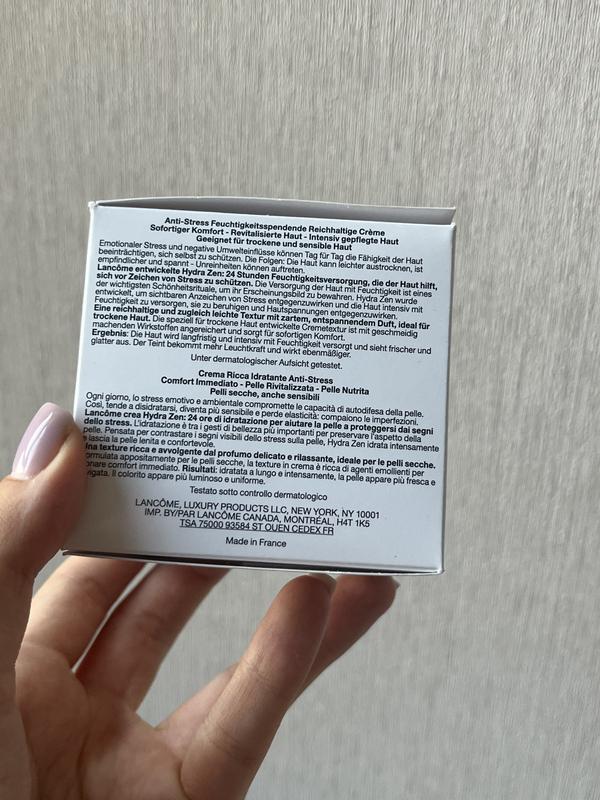 Anti-Stress Feuchtigkeitsspendende Reichhaltige Crème
Sofortiger Komfort - Revitalisierte Haut - Intensiv gepflegte Haut
Geeignet für trockene und sensible Haut
Emotionaler Stress und negative Umwelteinflüsse können Tag für Tag die Fähigkeit der Haut
beeinträchtigen, sich selbst zu schützen. Die Folgen: Die Haut kann leichter austrocknen, ist
empfindlicher und spannt - Unreinheiten können auftreten.
Lancôme entwickelte Hydra Zen: 24 Stunden Feuchtigkeitsversorgung, die der Haut hilft,
sich vor Zeichen von Stress zu schützen. Die Versorgung der Haut mit Feuchtigkeit ist eines
der wichtigsten Schönheitsrituale, um ihr Erscheinungsbild zu bewahren. Hydra Zen wurde
entwickelt, um sichtbaren Anzeichen von Stress entgegenzuwirken und die Haut intensiv mit
Feuchtigkeit zu versorgen, sie zu beruhigen und Hautspannungen entgegenzuwirken.
Eine reichhaltige und zugleich leichte Textur mit zartem, entspannendem Duft, ideal für
trockene Haut. Die speziell für trockene Haut entwickelte Cremetextur ist mit geschmeidig
machenden Wirkstoffen angereichert und sorgt für sofortigen Komfort.
Ergebnis: Die Haut wird langfristig und intensiv mit Feuchtigkeit versorgt und sieht frischer und
glatter aus. Der Teint bekommt mehr Leuchtkraft und wirkt ebenmäßiger.
Unter dermatologischer Aufsicht getestet.
Crema Ricca Idratante Anti-Stress
Comfort Immediato - Pelle Rivitalizzata - Pelle Nutrita
Pelli secche, anche sensibili
Ogni giorno, lo stress emotivo e ambientale compromette le capacità di autodifesa della pelle.
Così, tende a disidratarsi, diventa più sensibile e perde elasticità: compaiono le imperfezioni.
Lancôme crea Hydra Zen: 24 ore di idratazione per aiutare la pelle a proteggersi dai segni
dello stress. L'idratazione è tra i gesti di bellezza più importanti per preservare l'aspetto della
pelle. Pensata per contrastare i segni visibili dello stress sulla pelle, Hydra Zen idrata intensamente
e lascia la pelle lenita e confortevole.
Una texture ricca e avvolgente dal profumo delicato e rilassante, ideale per le pelli secche.
ormulata appositamente per le pelli secche, la texture in crema è ricca di agenti emollienti per
onare comfort immediato. Risultati: idratata a lungo e intensamente, la pelle appare più fresca e
vigata. Il colorito appare più luminoso e uniforme.
Testato sotto controllo dermatologico
LANCÔME, LUXURY PRODUCTS LLC, NEW YORK, NY 10001
IMP. BY/PAR LANCÔME CANADA, MONTRÉAL, H4T 1K5
TSA 75000 93584 ST OUEN CEDEX FR
Made in France